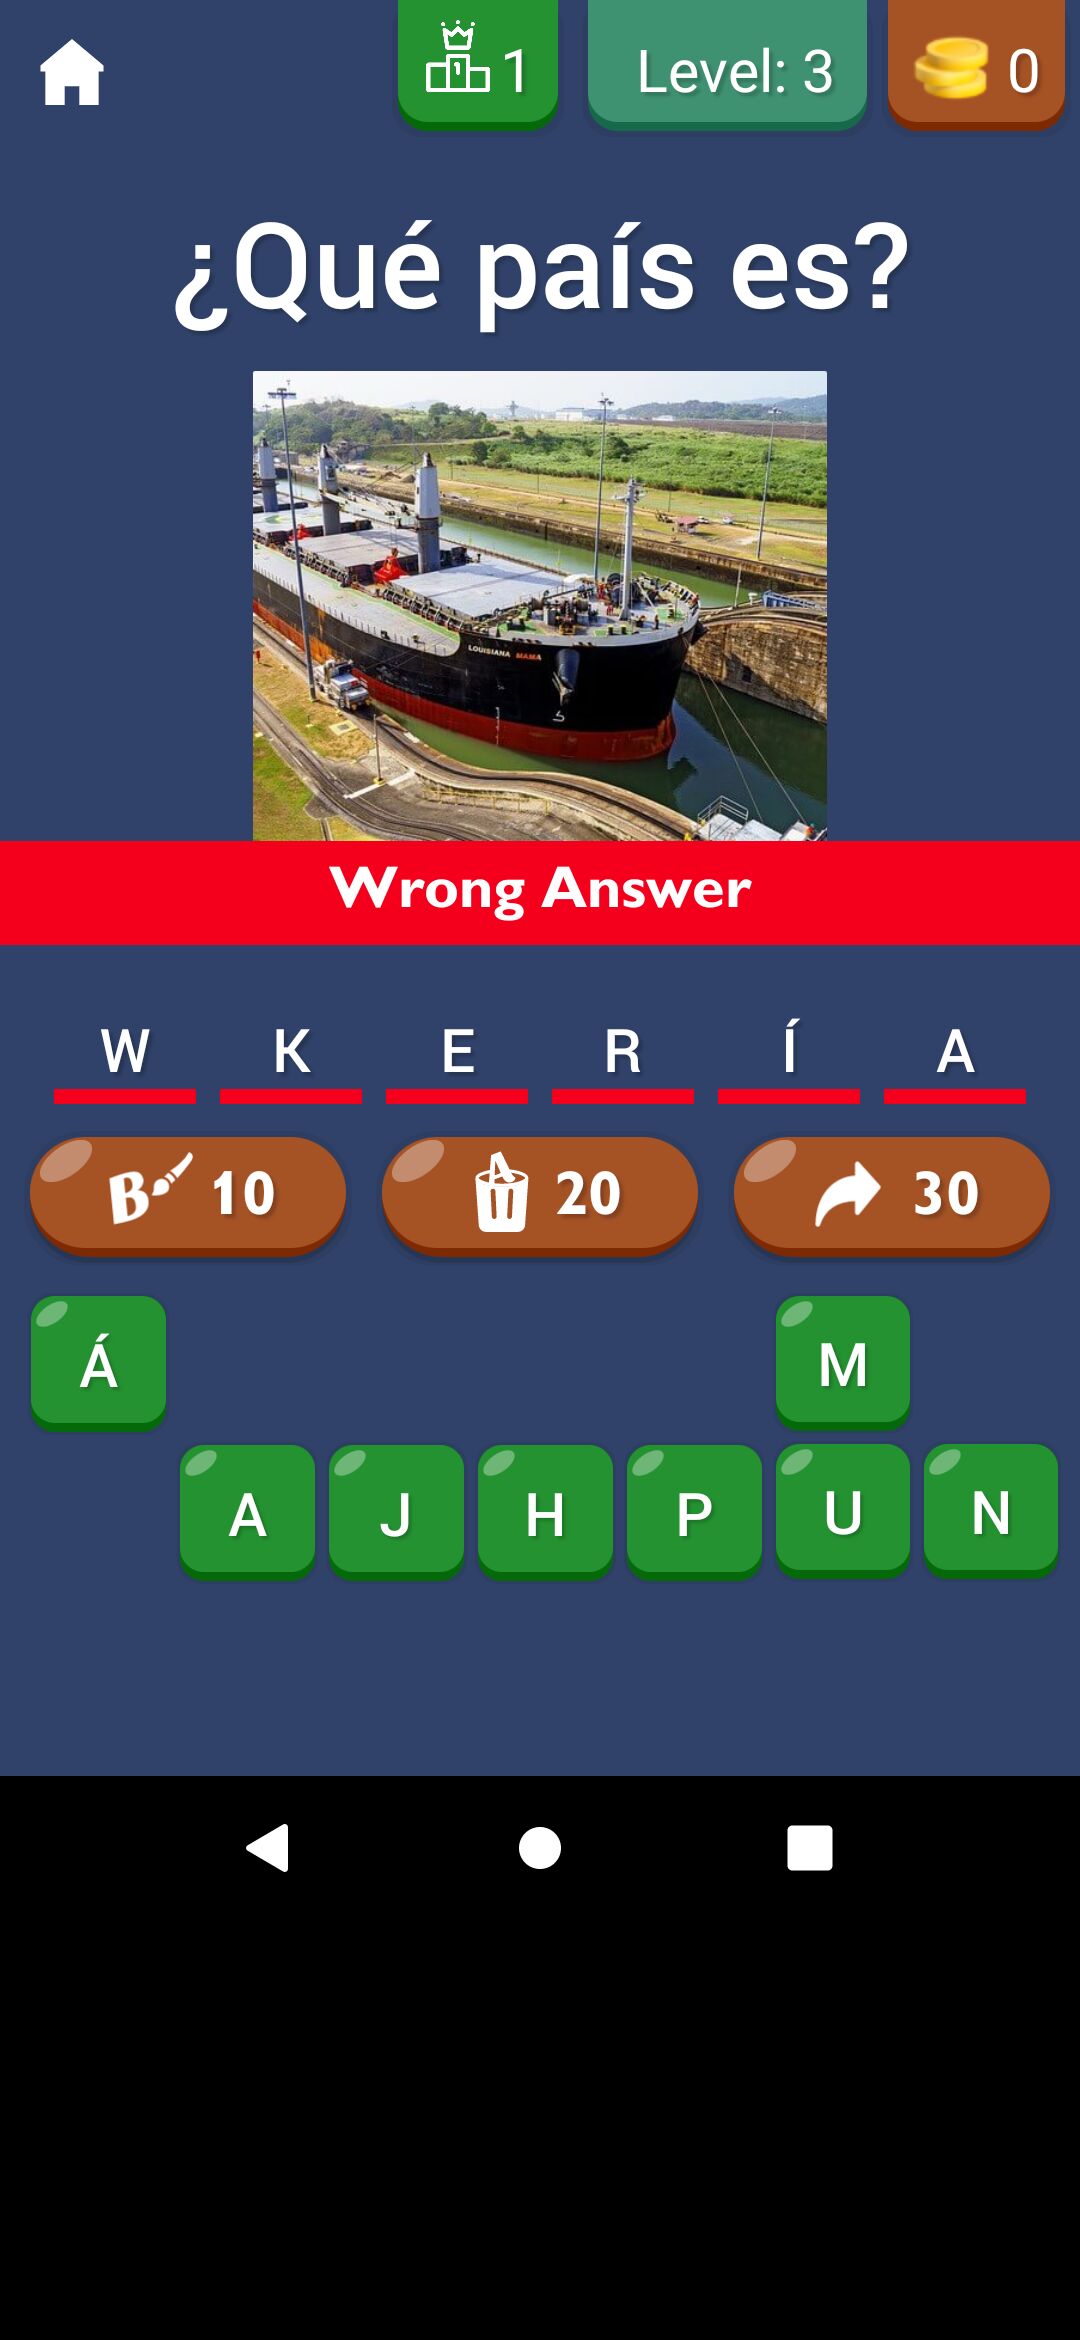 1 Level: 3 0
¿Qué país es?
LOUISIANA MAMA
Wrong Answer
W K E R Í A
B 10 20 30
Á M
A J H P U N